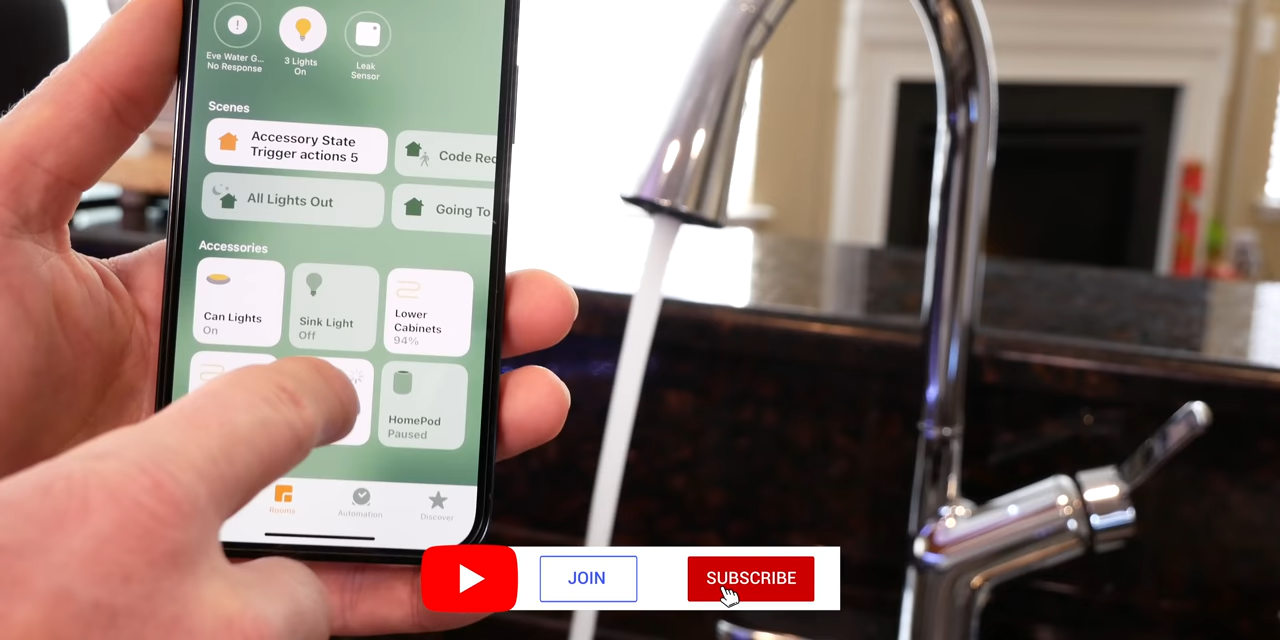 Eve Water G...
No Response
3 Lights
On
Leak
Sensor
Scenes
Accessory State
Trigger actions 5
Code Rec
All Lights Out
Going To
Accessories
Can Lights
On
Sink Light
Off
Lower
Cabinets
94%
HomePod
Paused
Rooms
Automation
Discover
JOIN
SUBSCRIBE